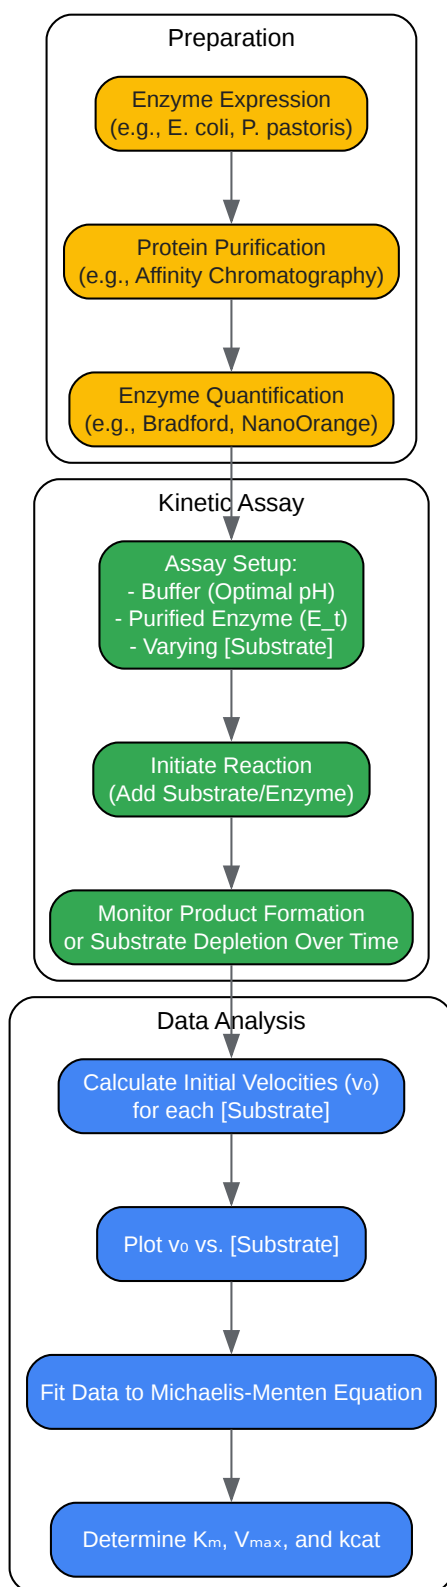 Preparation
Enzyme Expression
(e.g., E. coli, P. pastoris)
Protein Purification
(e.g., Affinity Chromatography)
Enzyme Quantification
(e.g., Bradford, NanoOrange)
Kinetic Assay
Assay Setup:
- Buffer (Optimal pH)
- Purified Enzyme (E_t)
- Varying [Substrate]
Initiate Reaction
(Add Substrate/Enzyme)
Monitor Product Formation
or Substrate Depletion Over Time
Data Analysis
Calculate Initial Velocities (v₀)
for each [Substrate]
Plot v₀ vs. [Substrate]
Fit Data to Michaelis-Menten Equation
Determine Kₘ, Vₘₐₓ, and kcat